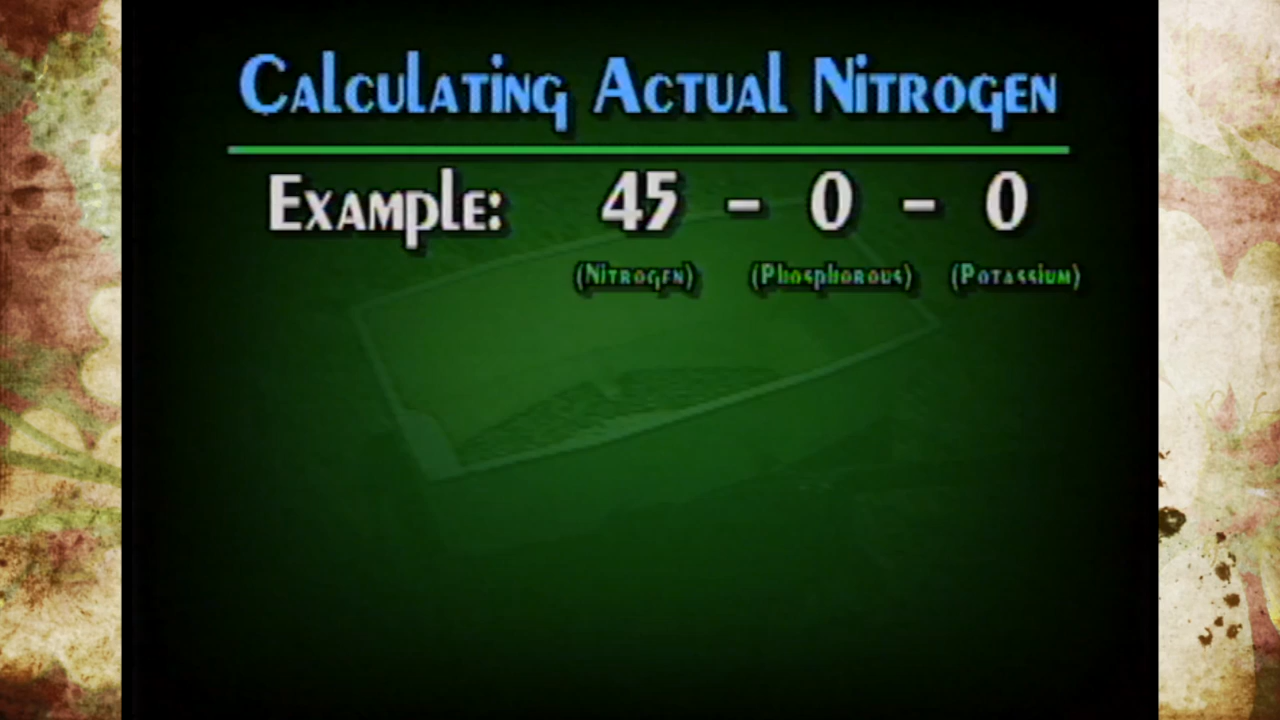 Calculating Actual Nitrogen
Example: 45 - 0 - 0
(Nitrogen) (Phosphorous) (Potassium)